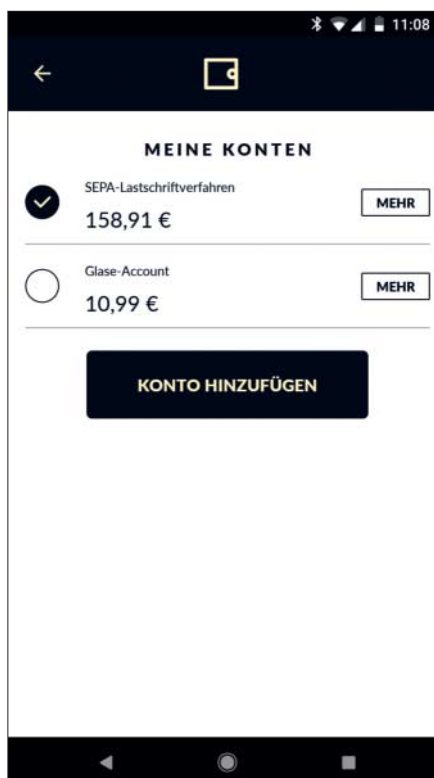 11:08
MEINE KONTEN
SEPA-Lastschriftverfahren
158,91 €
MEHR
Glase-Account
10,99 €
MEHR
KONTO HINZUFÜGEN